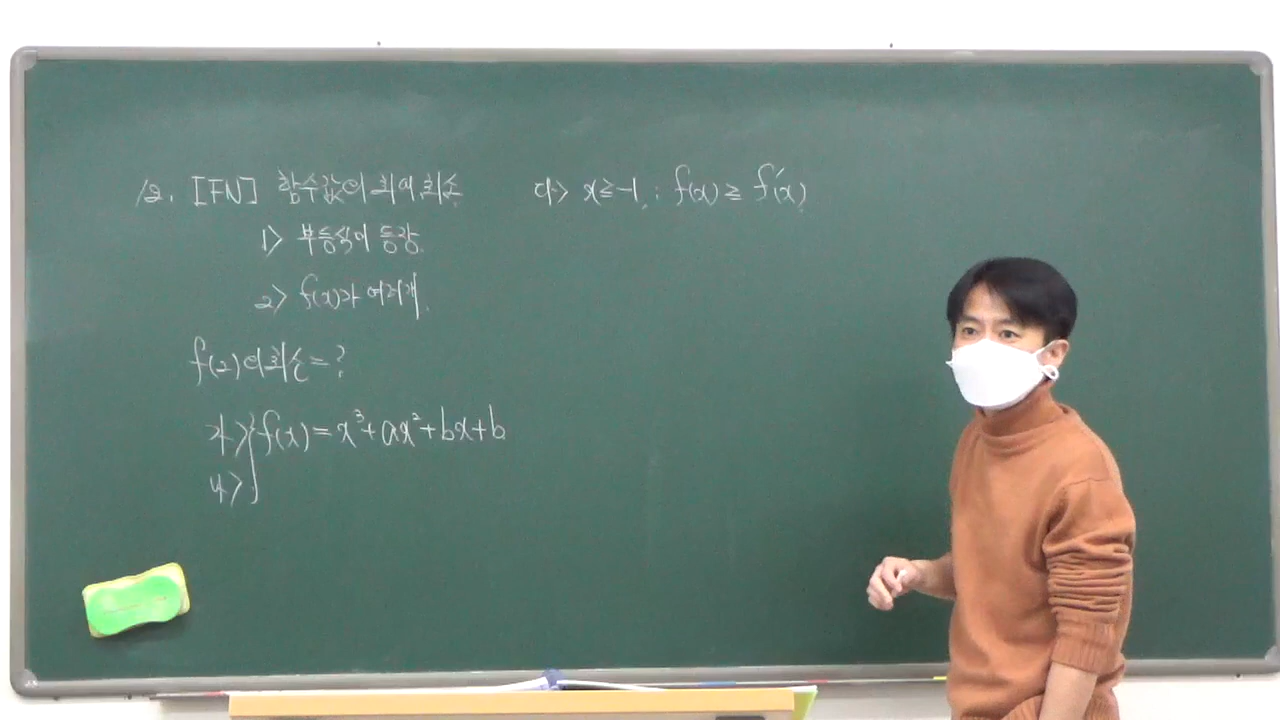 12. [FN] 함수값의 최대, 최소
1> 부등식이 등장.
2> f(x)가 여러개.
f(2)의 최소=?
가> f(x)=x³+ax²+bx+b
나>
다> x≥-1, : f(x)≥f'(x)